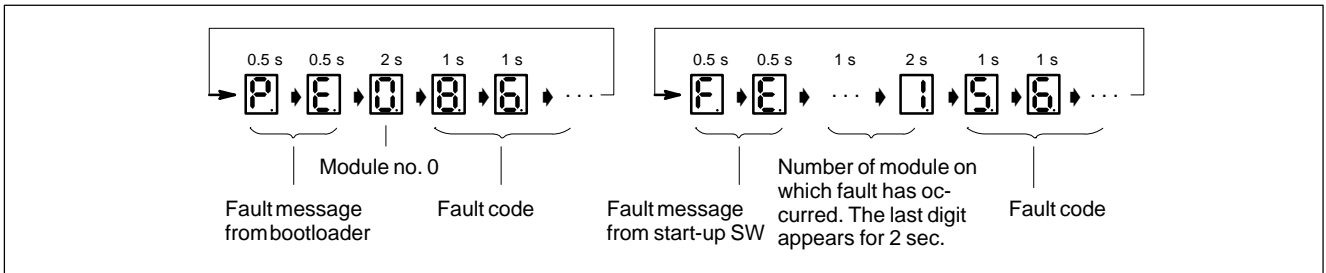 0.5 s 0.5 s 2 s 1 s 1 s
P. E. 0. 8. 6. ...
Module no. 0
Fault message
from bootloader
Fault code
0.5 s 0.5 s 1 s 2 s 1 s 1 s
F. E. ... 1. 5. 6. ...
Number of module on
which fault has oc-
curred. The last digit
appears for 2 sec.
Fault message
from start-up SW
Fault code